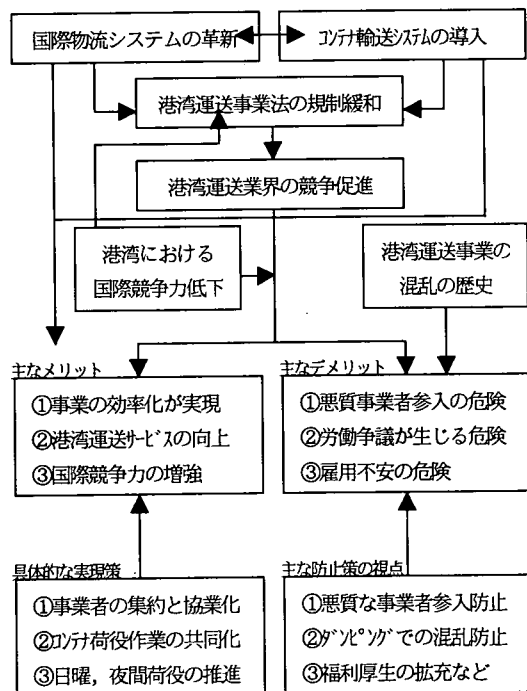 国際物流システムの革新
ｺﾝﾃﾅ輸送ｼｽﾃﾑの導入
港湾運送事業法の規制緩和
港湾運送業界の競争促進
港湾における
国際競争力低下
港湾運送事業の
混乱の歴史
主なメリット
①事業の効率化が実現
②港湾運送ｻｰﾋﾞｽの向上
③国際競争力の増強
主なデメリット
①悪質事業者参入の危険
②労働争議が生じる危険
③雇用不安の危険
具体的な実現策
①事業者の集約と協業化
②ｺﾝﾃﾅ荷役作業の共同化
③日曜，夜間荷役の推進
主な防止策の視点
①悪質な事業者参入防止
②ﾀﾞﾝﾋﾟﾝｸﾞでの混乱防止
③福利厚生の拡充など